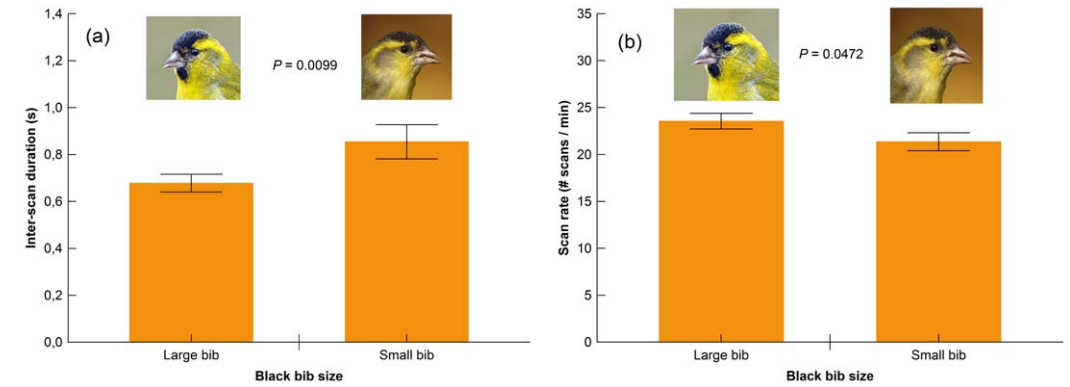 (a)
P = 0.0099
Inter-scan duration (s)
1,4
1,2
1,0
0,8
0,6
0,4
0,2
0,0
Large bib
Small bib
Black bib size
(b)
P = 0.0472
Scan rate (# scans / min)
35
30
25
20
15
10
5
0
Large bib
Small bib
Black bib size